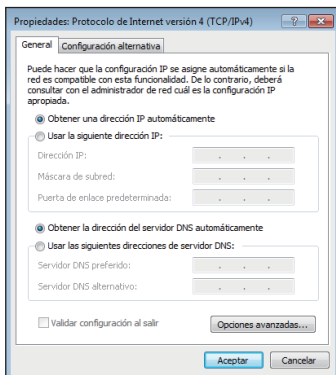 Propiedades: Protocolo de Internet versión 4 (TCP/IPv4)
General
Configuración alternativa
Puede hacer que la configuración IP se asigne automáticamente si la
red es compatible con esta funcionalidad. De lo contrario, deberá
consultar con el administrador de red cuál es la configuración IP
apropiada.
Obtener una dirección IP automáticamente
Usar la siguiente dirección IP:
Dirección IP:
Máscara de subred:
Puerta de enlace predeterminada:
Obtener la dirección del servidor DNS automáticamente
Usar las siguientes direcciones de servidor DNS:
Servidor DNS preferido:
Servidor DNS alternativo:
Validar configuración al salir
Opciones avanzadas...
Aceptar
Cancelar